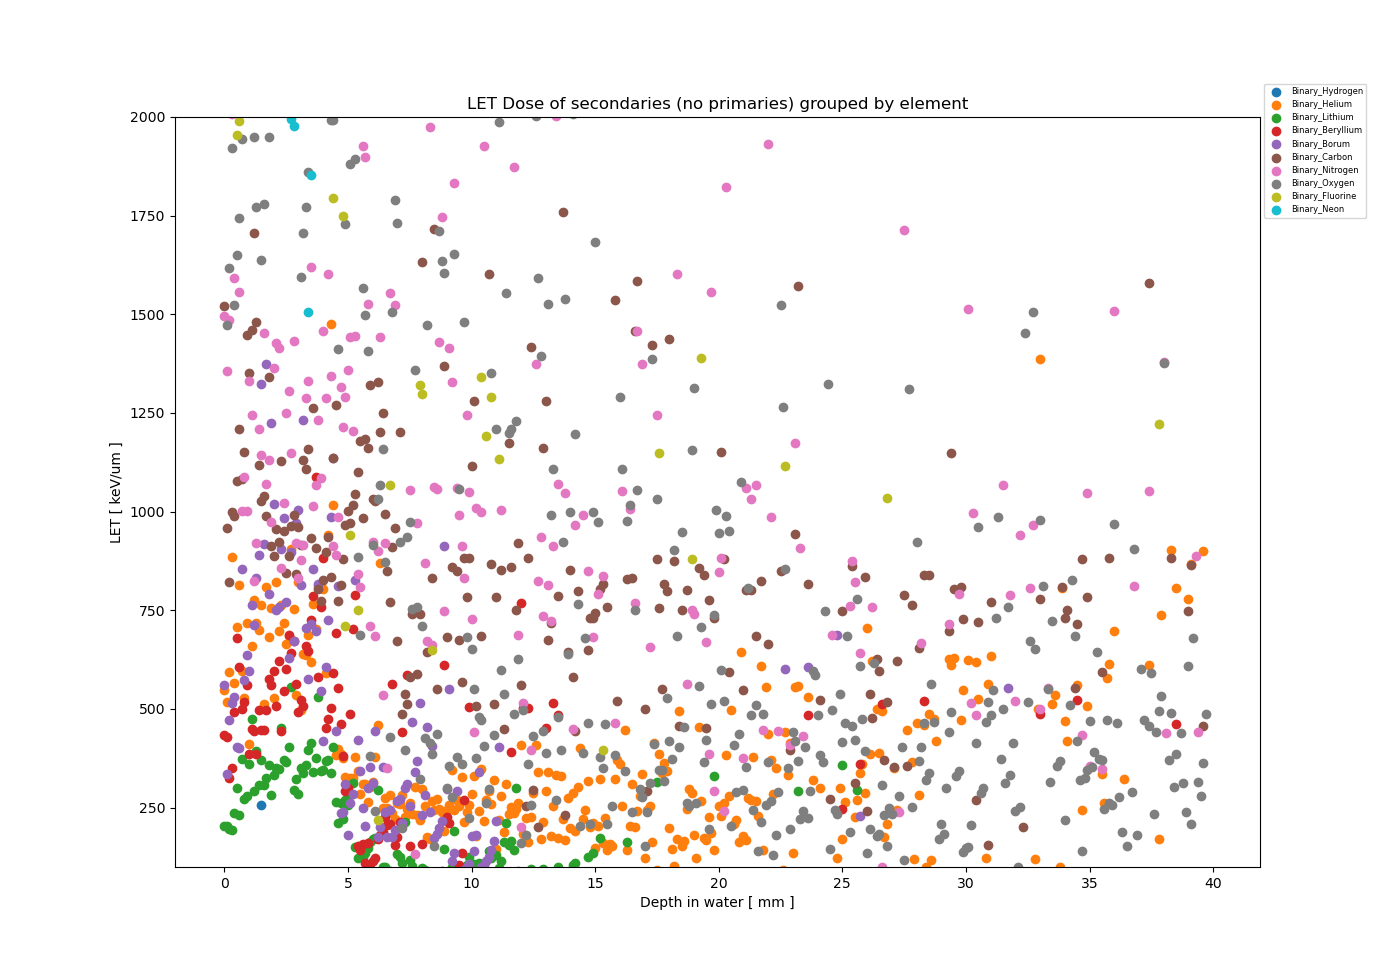 LET Dose of secondaries (no primaries) grouped by element
Binary_Hydrogen
Binary_Helium
Binary_Lithium
Binary_Beryllium
Binary_Borum
Binary_Carbon
Binary_Nitrogen
Binary_Oxygen
Binary_Fluorine
Binary_Neon
LET [ keV/um ]
2000
1750
1500
1250
1000
750
500
250
0 5 10 15 20 25 30 35 40
Depth in water [ mm ]